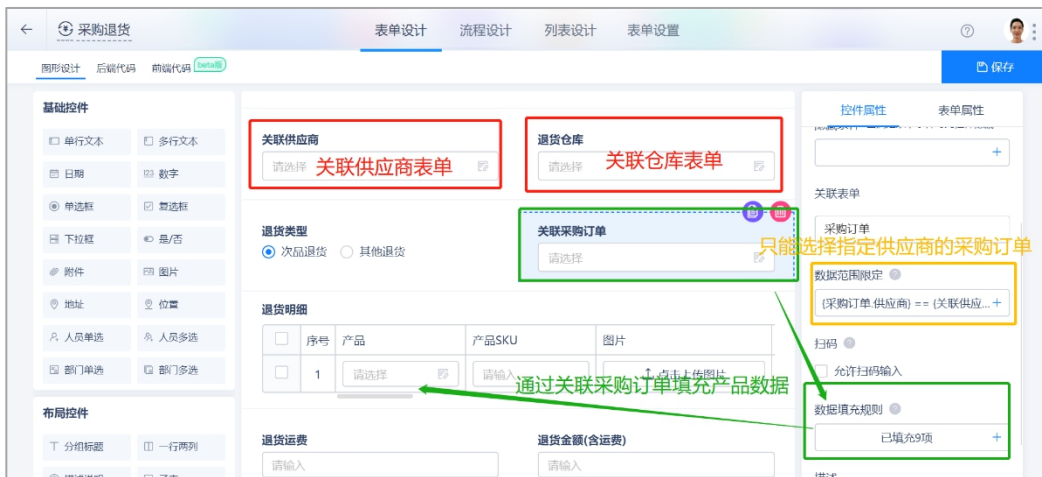 采购退货
表单设计 流程设计 列表设计 表单设置
图形设计 后端代码 前端代码 beta版
保存
基础控件
单行文本 多行文本
日期 数字
单选框 复选框
下拉框 是/否
附件 图片
地址 位置
人员单选 人员多选
部门单选 部门多选
布局控件
分组标题 一行两列
关联供应商 退货仓库
请选择 关联供应商表单 请选择 关联仓库表单
退货类型 关联采购订单
次品退货 其他退货 请选择
退货明细
序号 产品 产品SKU 图片
1 请选择 请输入 点击上传图片
通过关联采购订单填充产品数据
退货运费 退货金额(含运费)
请输入 请输入
控件属性 表单属性
关联表单
采购订单
只能选择指定供应商的采购订单
数据范围限定
{采购订单.供应商} == {关联供应...
扫码
允许扫码输入
数据填充规则
已填充9项